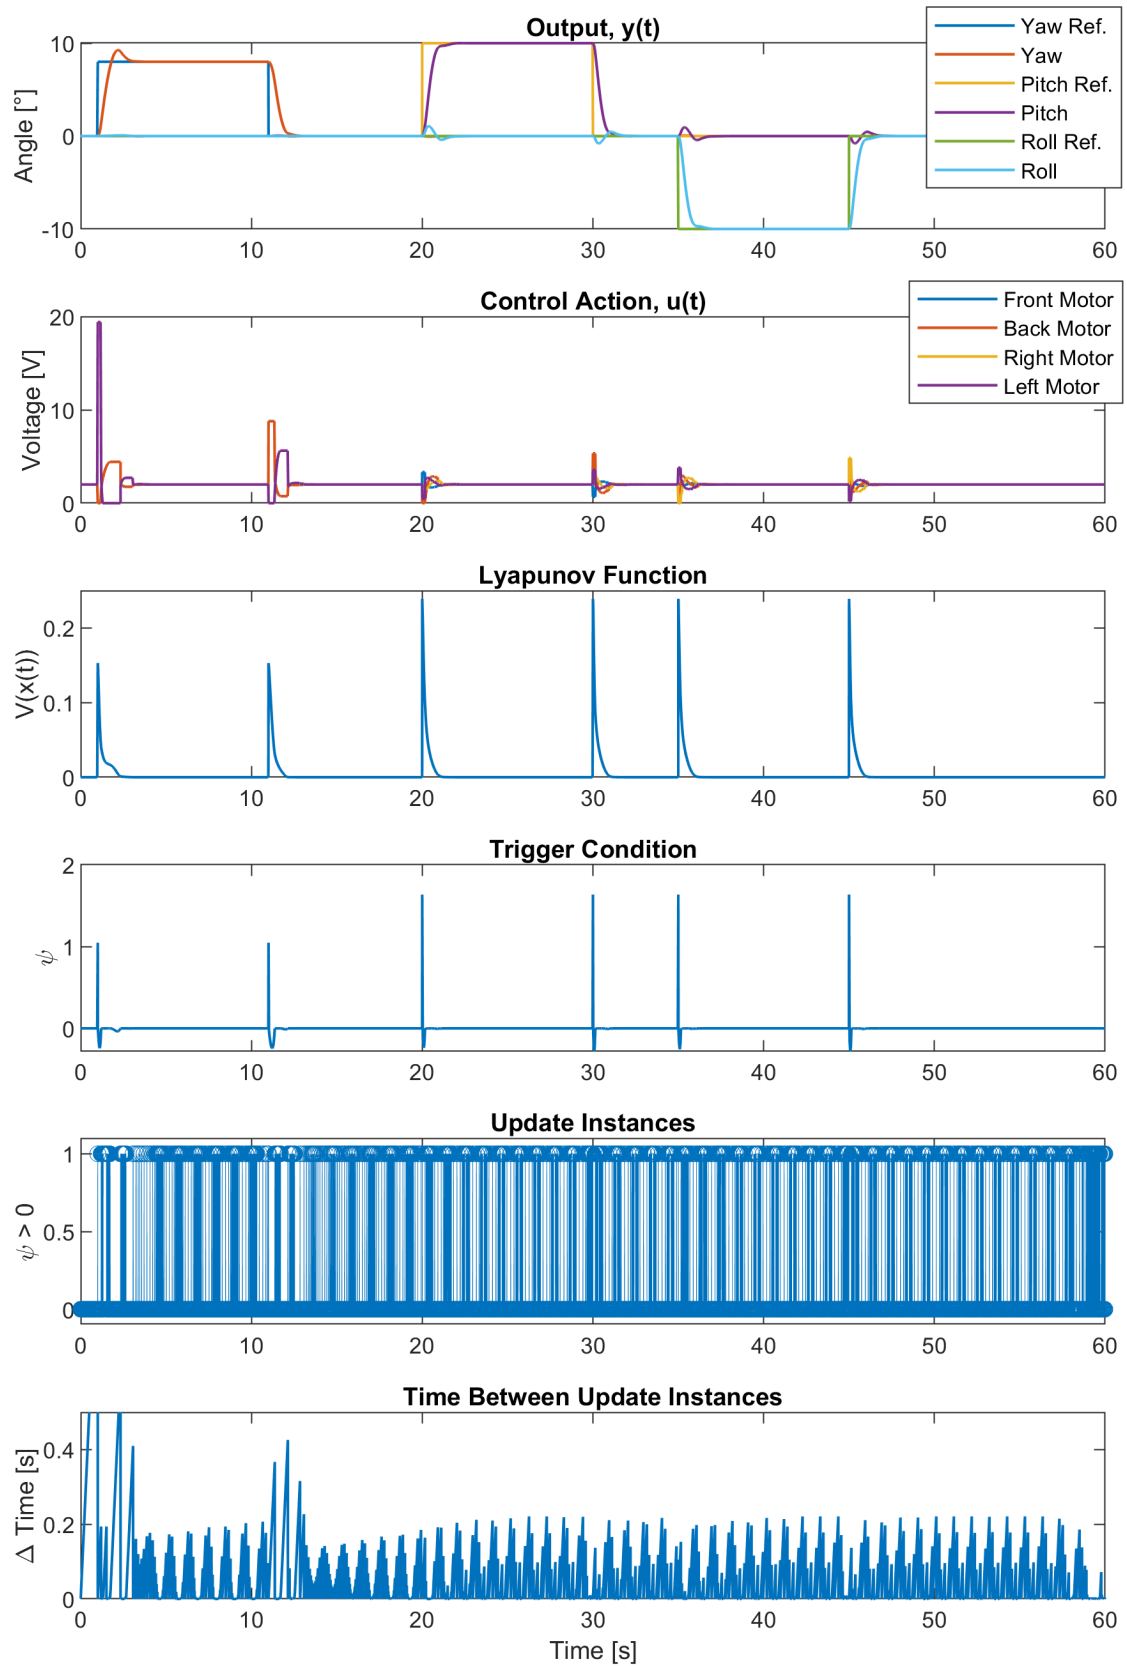 Output, y(t)
Yaw Ref.
Yaw
Pitch Ref.
Pitch
Roll Ref.
Roll
Angle [°]
10
0
-10
0 10 20 30 40 50 60
Control Action, u(t)
Front Motor
Back Motor
Right Motor
Left Motor
Voltage [V]
20
10
0
0 10 20 30 40 50 60
Lyapunov Function
V(x(t))
0.2
0.1
0
0 10 20 30 40 50 60
Trigger Condition
ψ
2
1
0
0 10 20 30 40 50 60
Update Instances
ψ > 0
1
0.5
0
0 10 20 30 40 50 60
Time Between Update Instances
Δ Time [s]
0.4
0.2
0
0 10 20 30 40 50 60
Time [s]